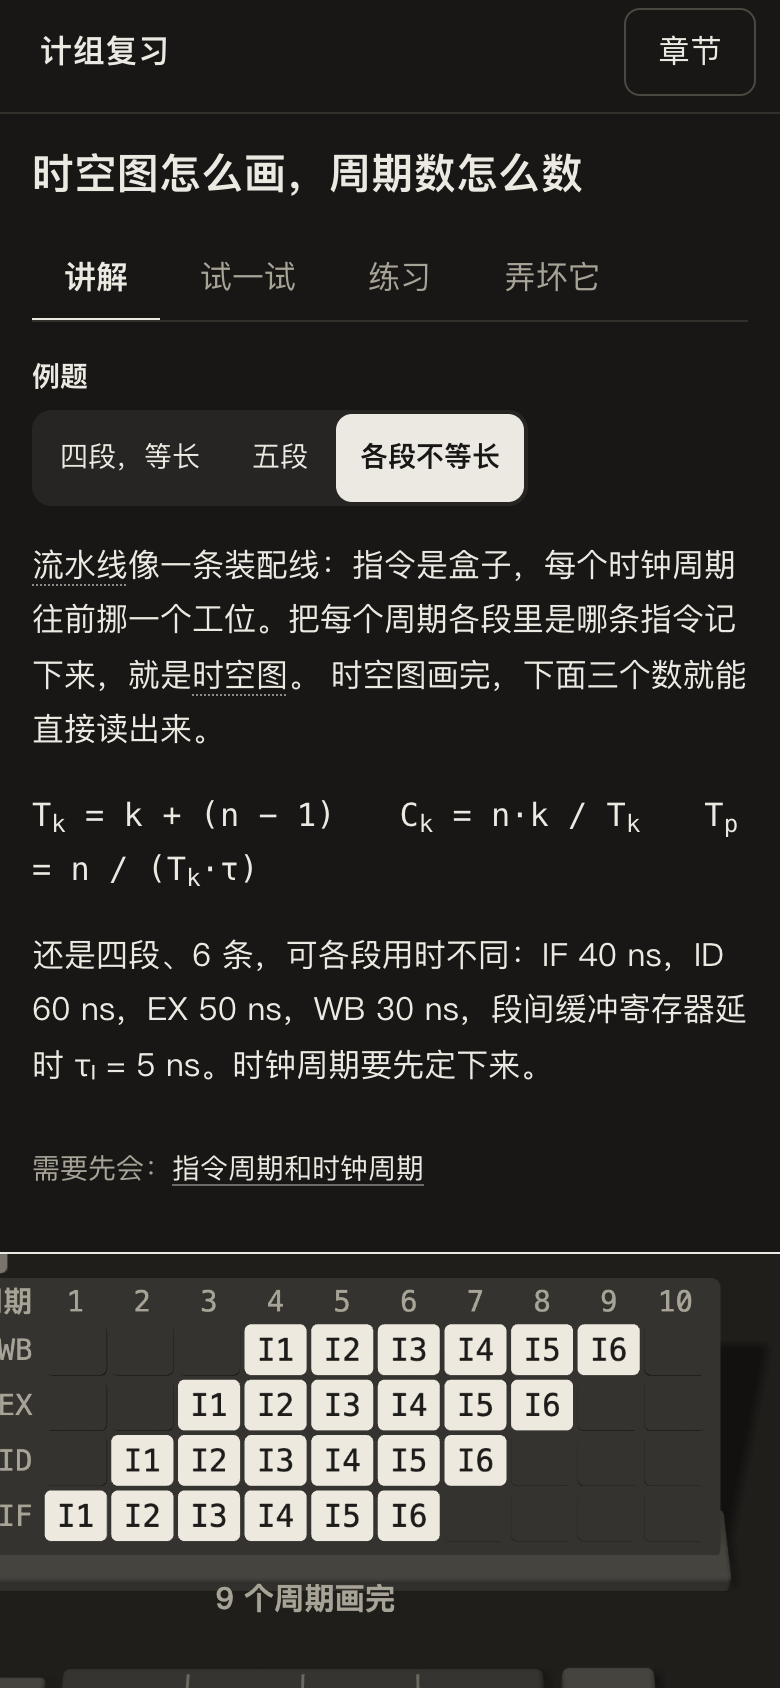 计组复习
章节
时空图怎么画，周期数怎么数
讲解 试一试 练习 弄坏它
例题
四段，等长 五段 各段不等长
流水线像一条装配线：指令是盒子，每个时钟周期
往前挪一个工位。把每个周期各段里是哪条指令记
下来，就是时空图。 时空图画完，下面三个数就能
直接读出来。
Tk = k + (n − 1) Ck = n·k / Tk Tp
= n / (Tk·τ)
还是四段、6 条，可各段用时不同：IF 40 ns，ID
60 ns，EX 50 ns，WB 30 ns，段间缓冲寄存器延
时 τl = 5 ns。时钟周期要先定下来。
需要先会：指令周期和时钟周期
期 1 2 3 4 5 6 7 8 9 10
WB I1 I2 I3 I4 I5 I6
EX I1 I2 I3 I4 I5 I6
ID I1 I2 I3 I4 I5 I6
IF I1 I2 I3 I4 I5 I6
9 个周期画完